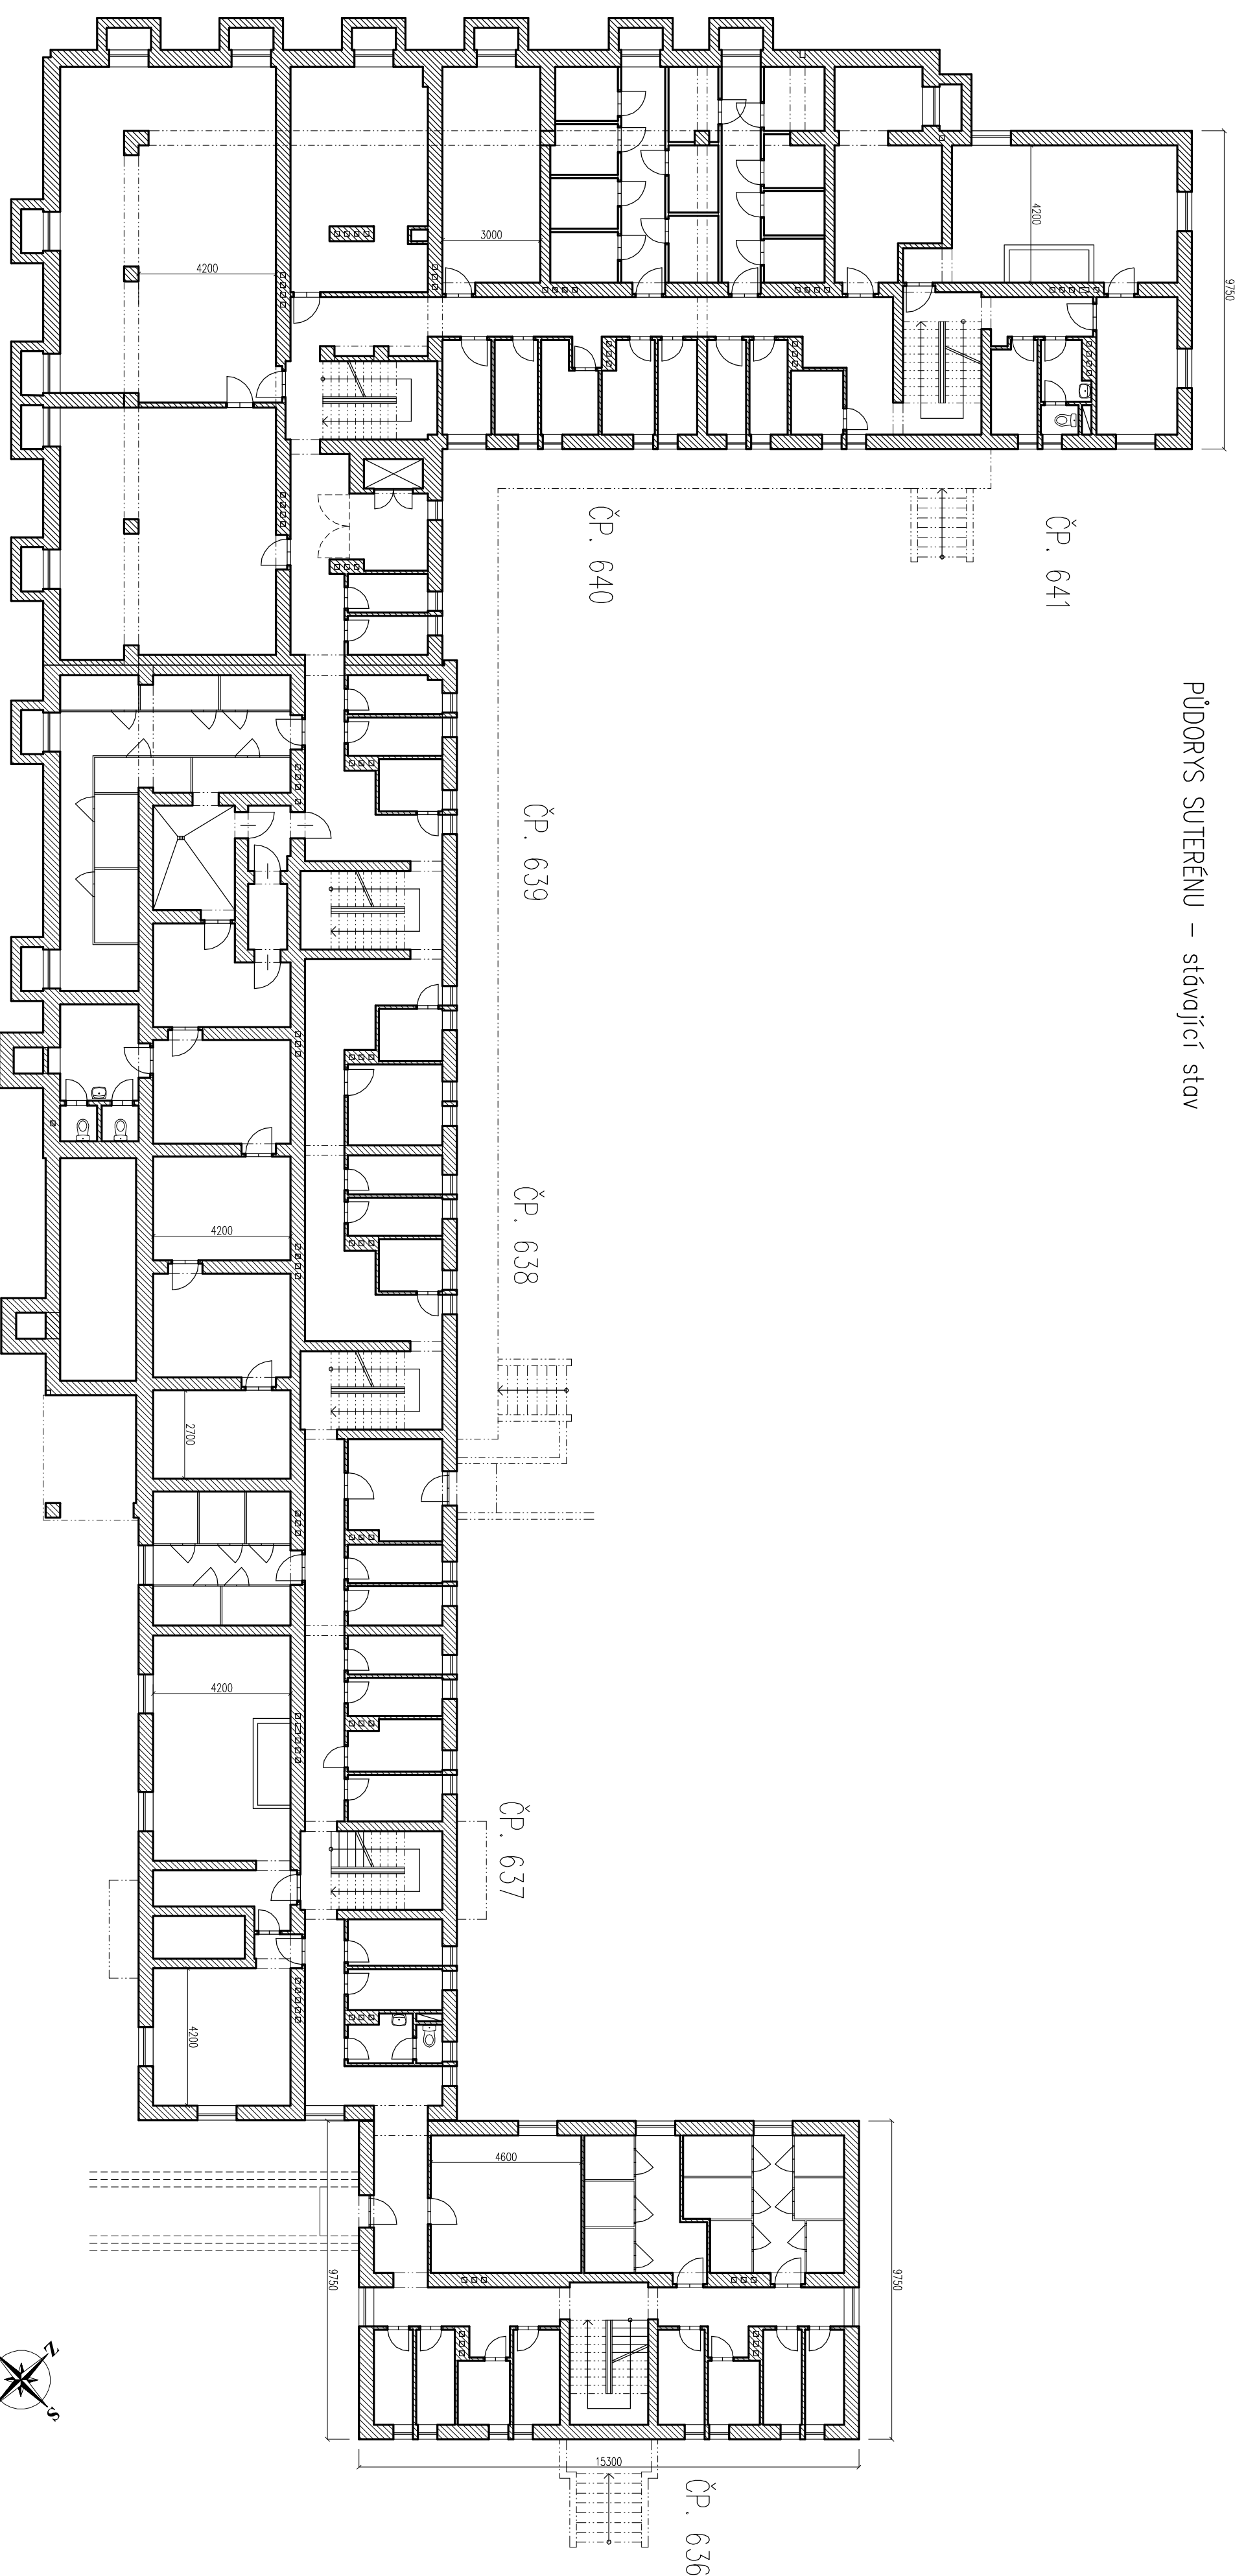 PŮDORYS SUTERÉNU – stávající stav
ČP. 641
ČP. 640
ČP. 639
ČP. 638
ČP. 637
ČP. 636
9750
4200
3000
4200
4200
2700
4200
4200
4600
9750
9750
15300
Z
S